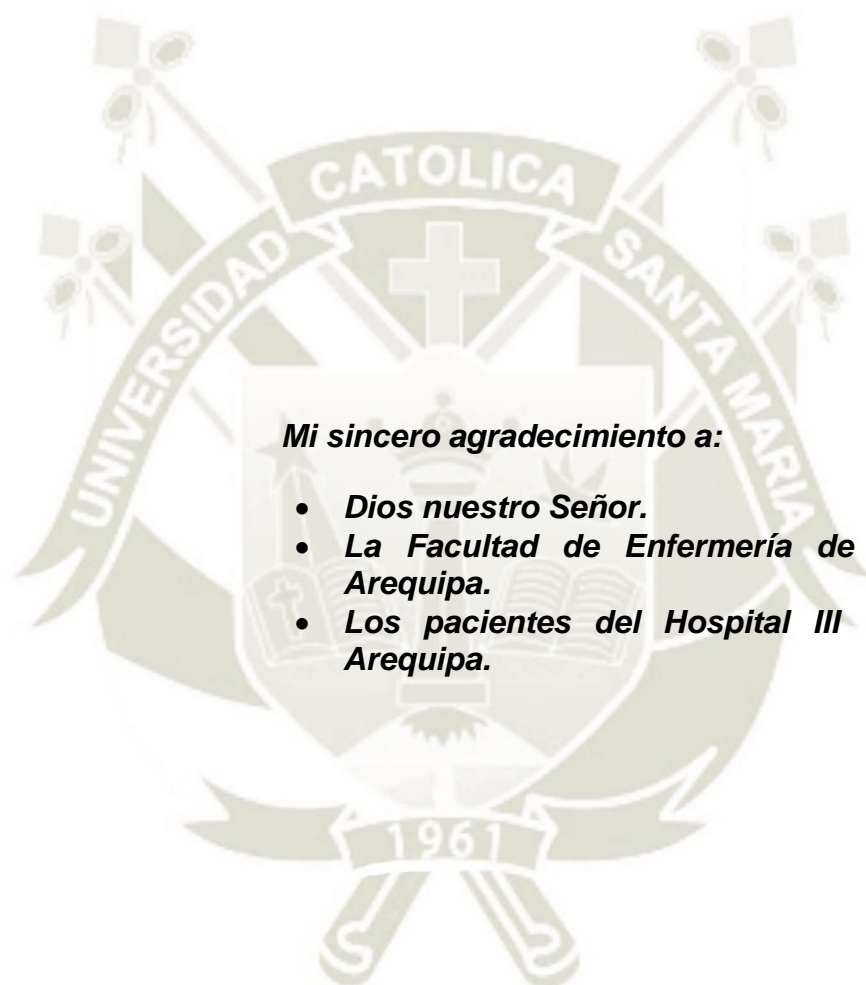 UNIVERSIDAD CATOLICA SANTA MARIA
Mi sincero agradecimiento a:
• Dios nuestro Señor.
• La Facultad de Enfermería de
Arequipa.
• Los pacientes del Hospital III
Arequipa.
1961